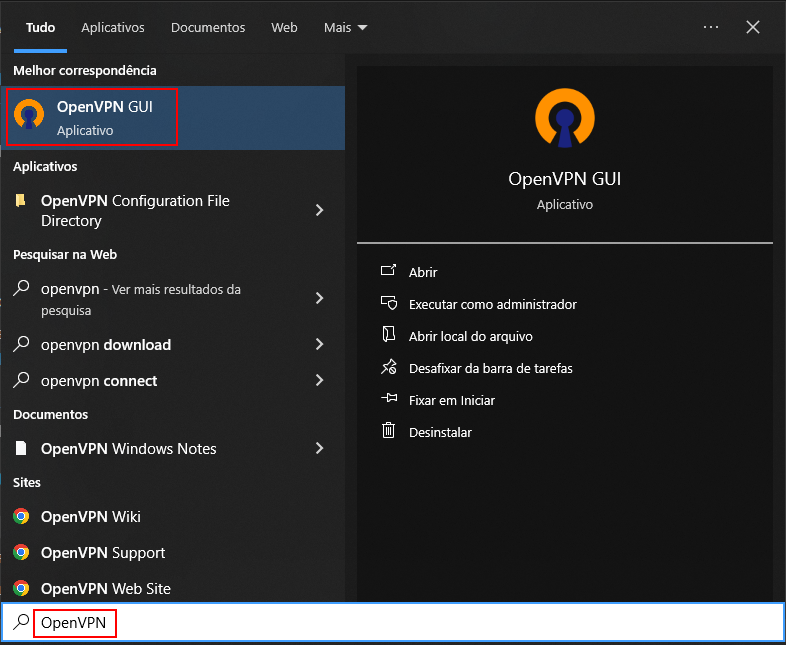 Tudo Aplicativos Documentos Web Mais ...
Melhor correspondência
OpenVPN GUI
Aplicativo
Aplicativos
OpenVPN Configuration File
Directory
Pesquisar na Web
openvpn - Ver mais resultados da
pesquisa
openvpn download
openvpn connect
Documentos
OpenVPN Windows Notes
Sites
OpenVPN Wiki
OpenVPN Support
OpenVPN Web Site
OpenVPN GUI
Aplicativo
Abrir
Executar como administrador
Abrir local do arquivo
Desafixar da barra de tarefas
Fixar em Iniciar
Desinstalar
OpenVPN